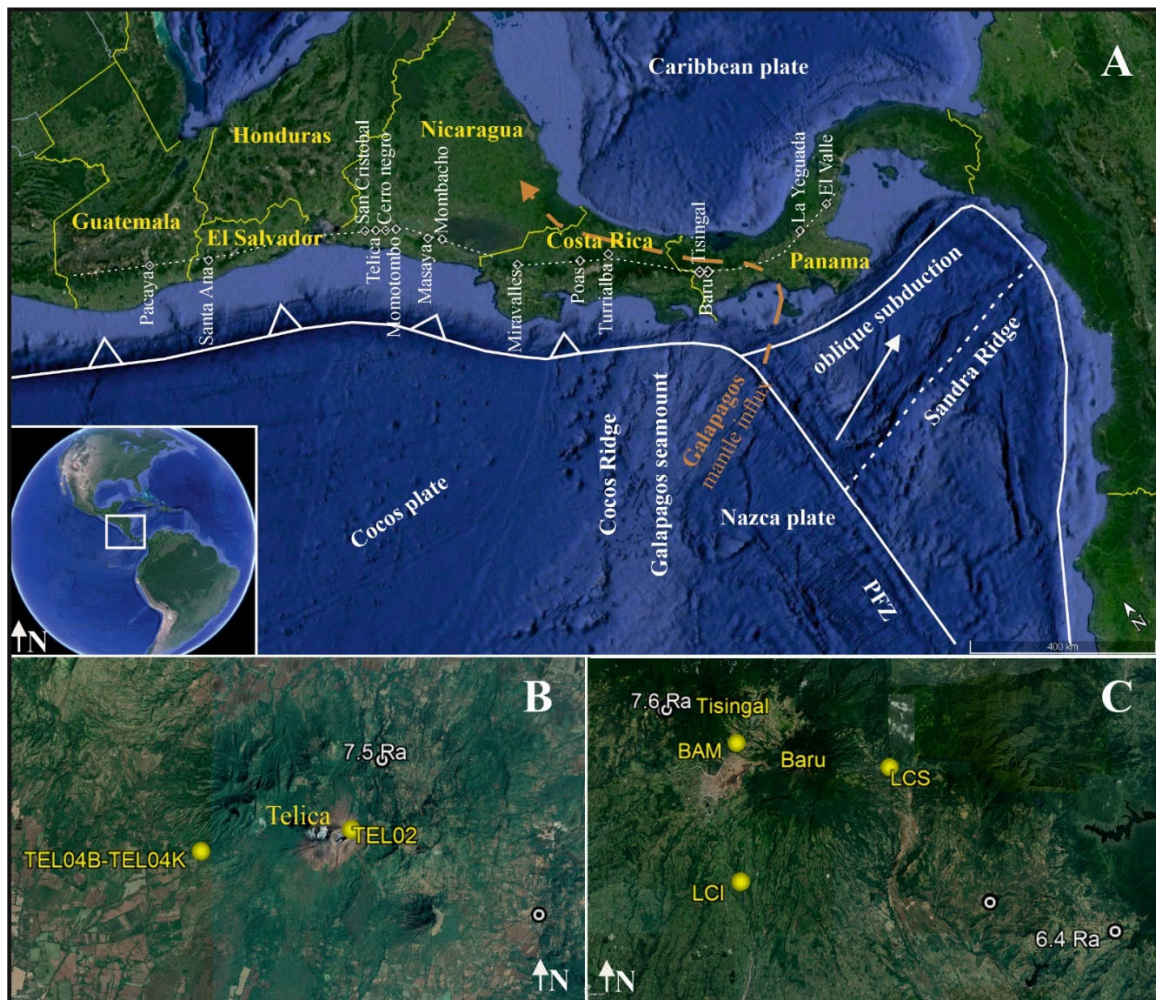 A
Caribbean plate
Honduras
Nicaragua
Guatemala
El Salvador
Costa Rica
Panama
Pacaya
Santa Ana
San Cristobal
Telica
Cerro negro
Momotombo
Masaya
Mombacho
Miravalles
Poas
Turrialba
Tisingal
Baru
La Yeguada
El Valle
oblique subduction
Sandra Ridge
Galapagos
mantle influx
Cocos Ridge
Galapagos seamount
Cocos plate
Nazca plate
PFZ
N
400 km
N
B
7.5 Ra
Telica
TEL02
TEL04B-TEL04K
N
C
7.6 Ra
Tisingal
BAM
Baru
LCS
LCI
6.4 Ra
N